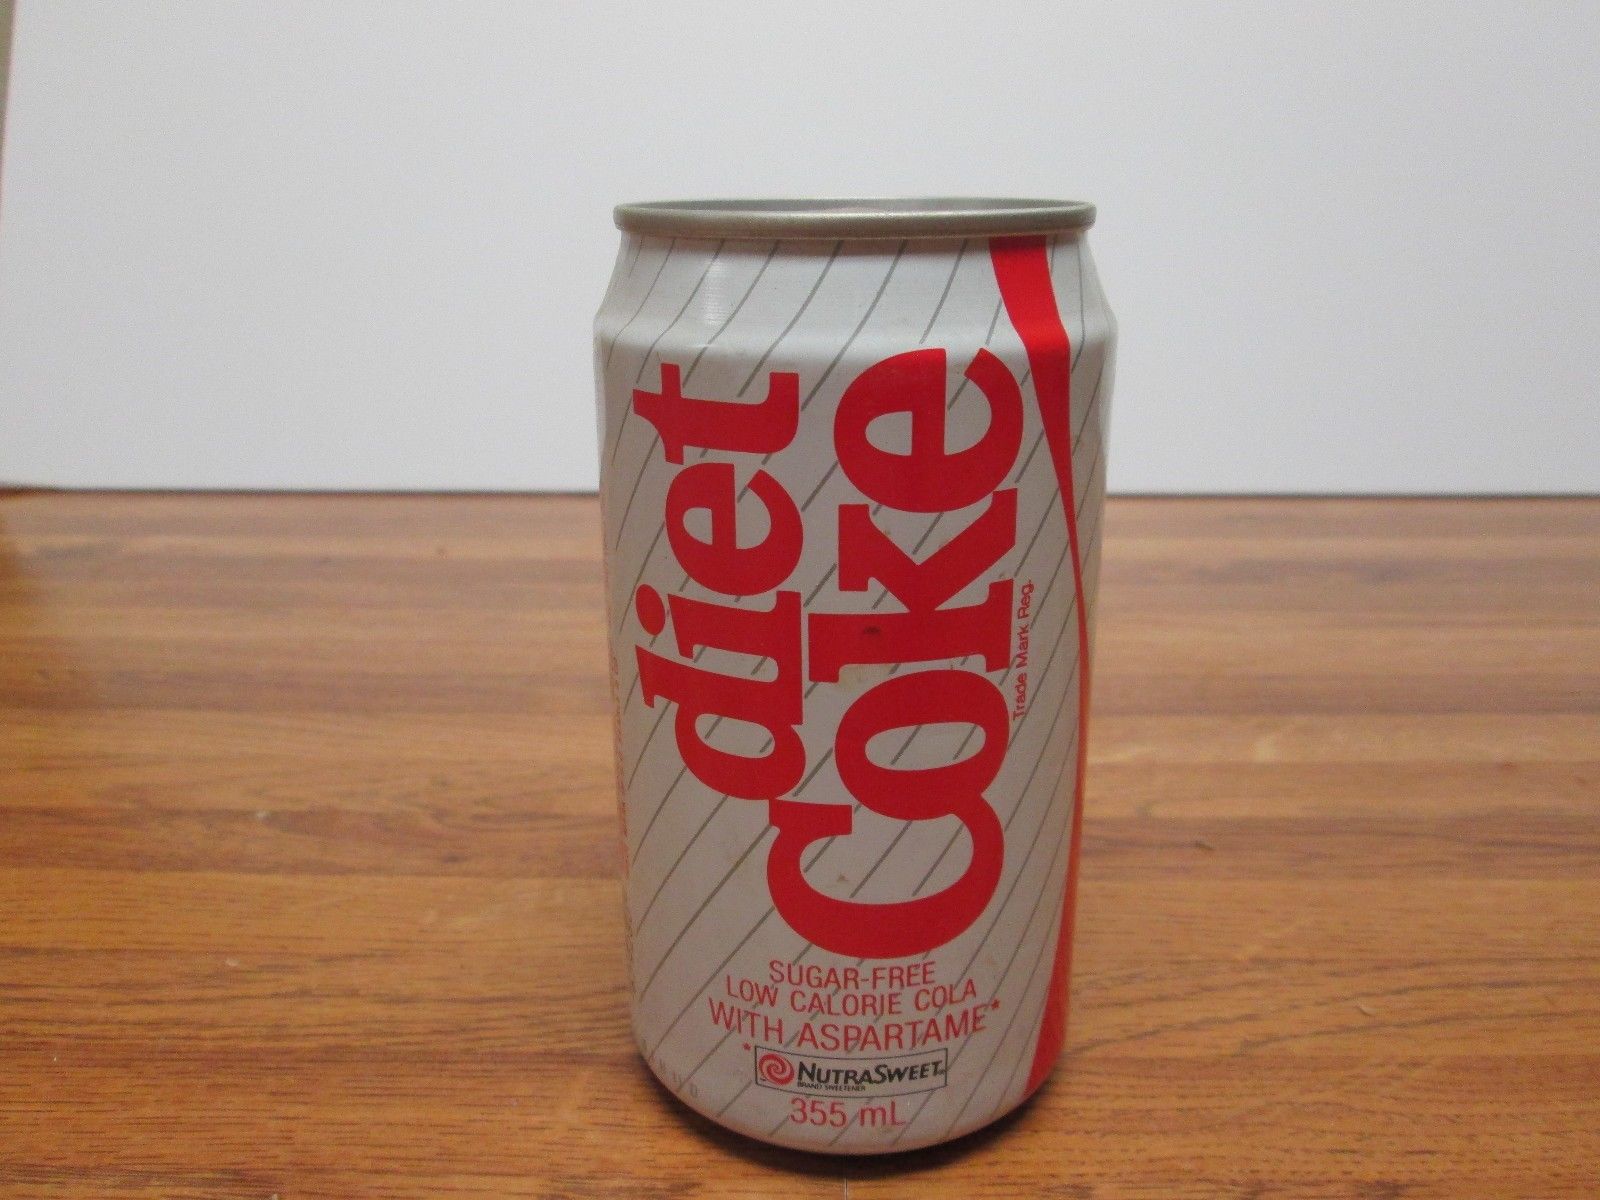 diet
Coke
Trade Mark Reg.
SUGAR-FREE
LOW CALORIE COLA
WITH ASPARTAME*
* NUTRASWEET®
BRAND SWEETENER
355 mL